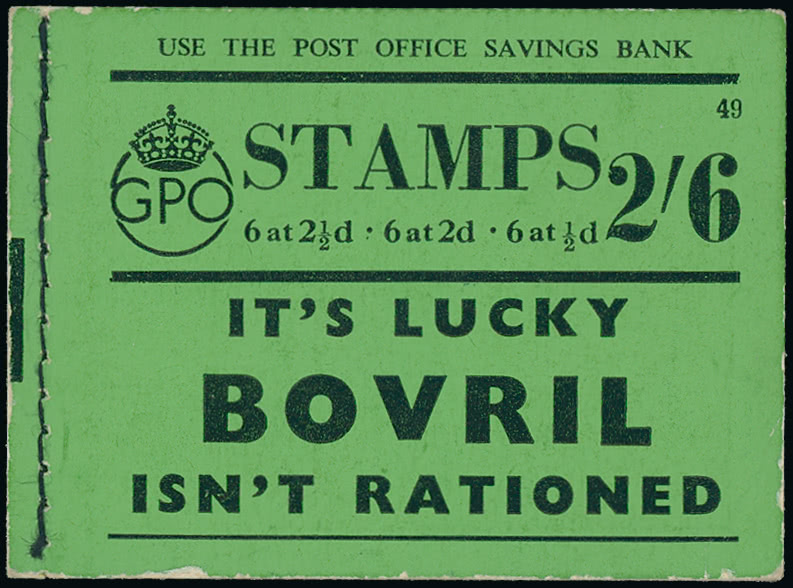 USE THE POST OFFICE SAVINGS BANK
49
GPO
STAMPS 2/6
6 at 2½d · 6 at 2d · 6 at ½d
IT'S LUCKY
BOVRIL
ISN'T RATIONED